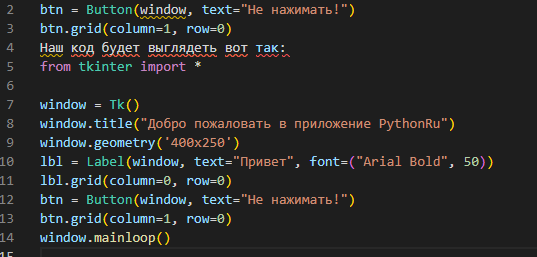 2 btn = Button(window, text="Не нажимать!")
3 btn.grid(column=1, row=0)
4 Наш код будет выглядеть вот так:
5 from tkinter import *
6
7 window = Tk()
8 window.title("Добро пожаловать в приложение PythonRu")
9 window.geometry('400x250')
10 lbl = Label(window, text="Привет", font=("Arial Bold", 50))
11 lbl.grid(column=0, row=0)
12 btn = Button(window, text="Не нажимать!")
13 btn.grid(column=1, row=0)
14 window.mainloop()
15